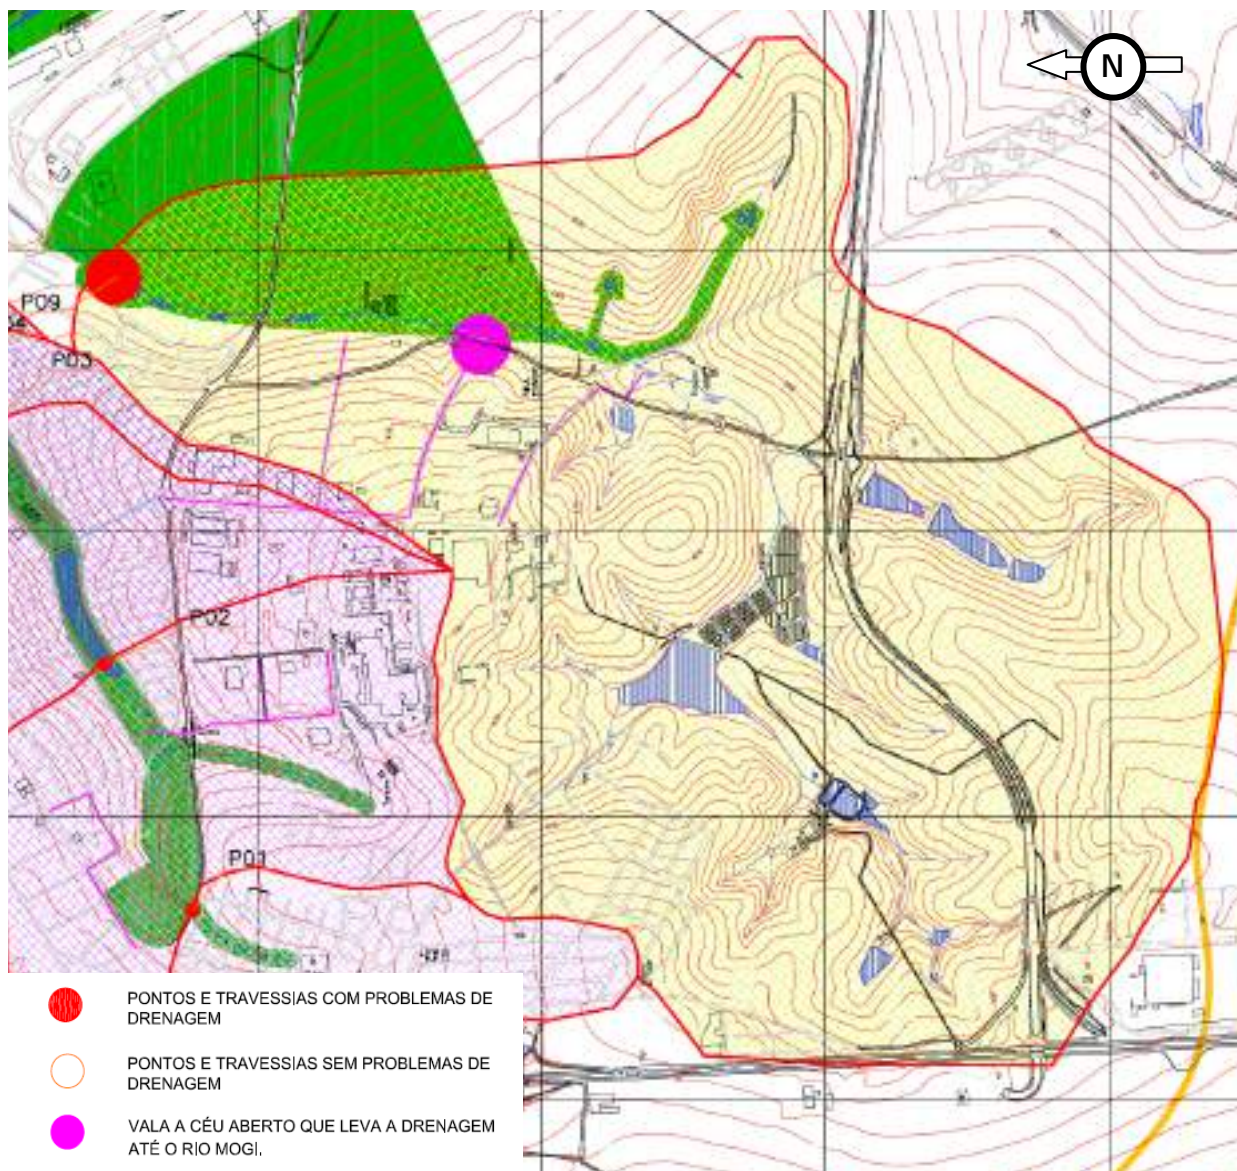 N
P09
P03
P02
P01
PONTOS E TRAVESSIAS COM PROBLEMAS DE
DRENAGEM
PONTOS E TRAVESSIAS SEM PROBLEMAS DE
DRENAGEM
VALA A CÉU ABERTO QUE LEVA A DRENAGEM
ATÉ O RIO MOGI.